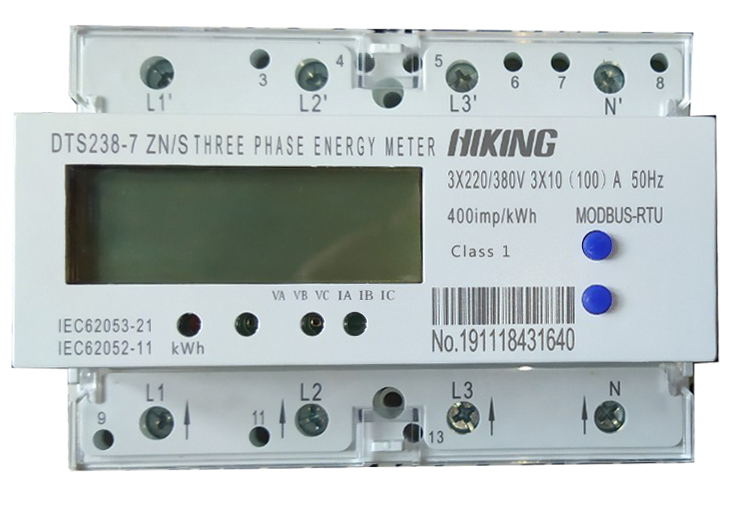 3 4 5 6 7 8
L1' L2' L3' N'
DTS238-7 ZN/S THREE PHASE ENERGY METER HIKING
3X220/380V 3X10 (100) A 50Hz
400imp/kWh MODBUS-RTU
Class 1
VA VB VC IA IB IC
IEC62053-21
IEC62052-11 kWh
No.191118431640
L1 L2 L3 N
9 11 13